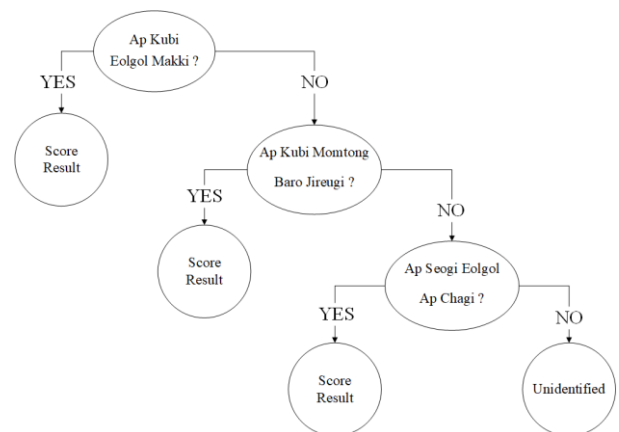 Ap Kubi
Eolgol Makki ?
YES
NO
Score
Result
Ap Kubi Momtong
Baro Jireugi ?
YES
NO
Score
Result
Ap Seogi Eolgol
Ap Chagi ?
YES
NO
Score
Result
Unidentified